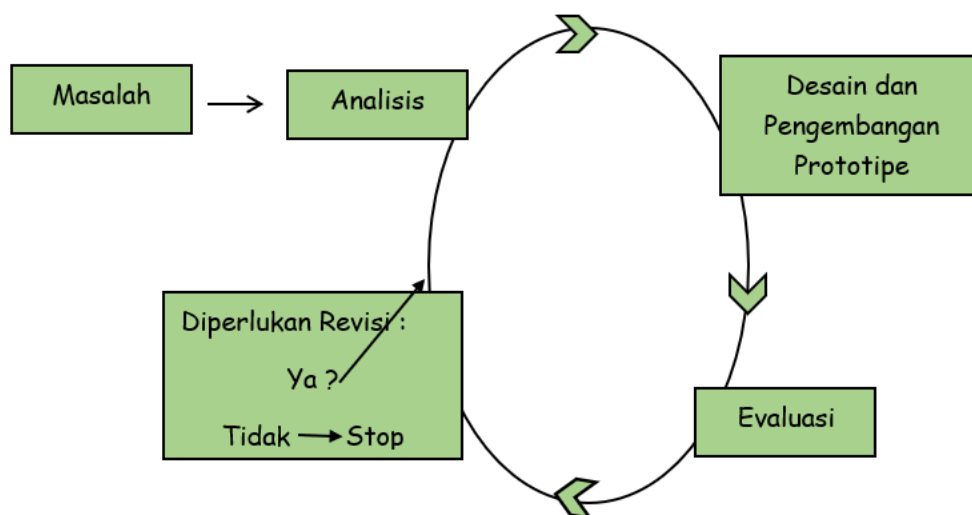 Masalah
Analisis
Desain dan
Pengembangan
Prototipe
Diperlukan Revisi :
Ya ?
Tidak Stop
Evaluasi